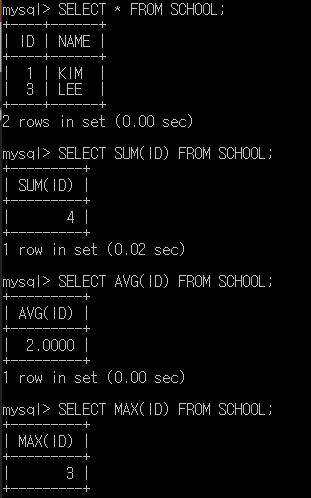 mysql> SELECT * FROM SCHOOL;
+----+------+
| ID | NAME |
+----+------+
|  1 | KIM  |
|  3 | LEE  |
+----+------+
2 rows in set (0.00 sec)
mysql> SELECT SUM(ID) FROM SCHOOL;
+---------+
| SUM(ID) |
+---------+
|       4 |
+---------+
1 row in set (0.02 sec)
mysql> SELECT AVG(ID) FROM SCHOOL;
+---------+
| AVG(ID) |
+---------+
|  2.0000 |
+---------+
1 row in set (0.00 sec)
mysql> SELECT MAX(ID) FROM SCHOOL;
+---------+
| MAX(ID) |
+---------+
|       3 |
+---------+